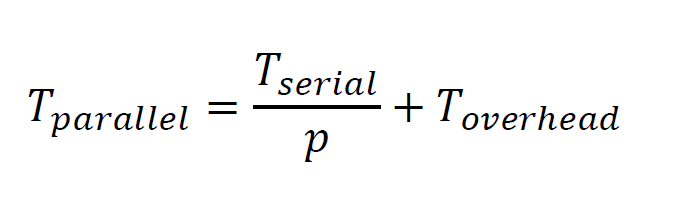 T_parallel = T_serial / p + T_overhead